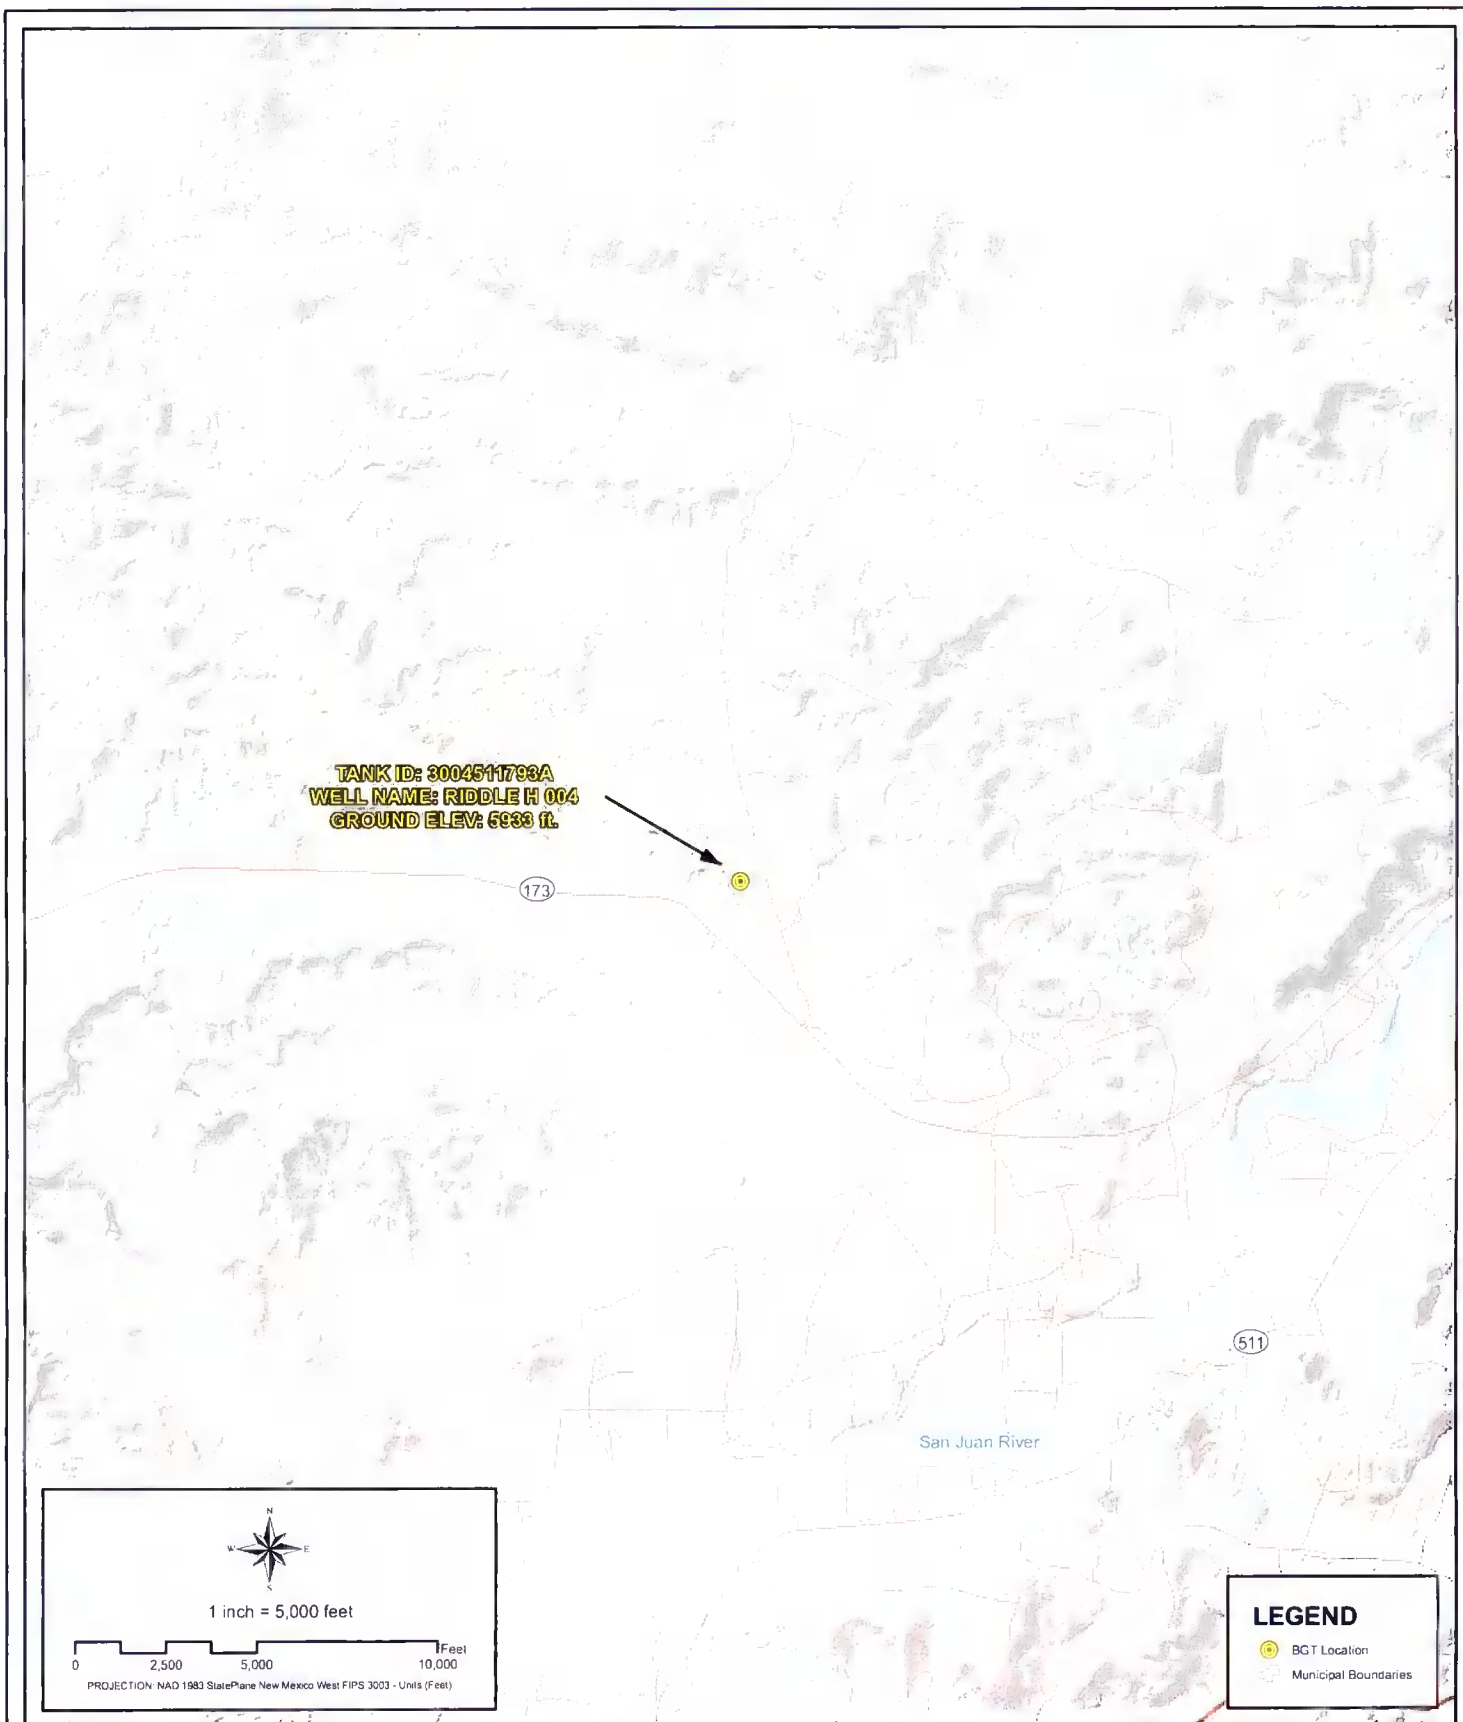 TANK ID: 3004511793A
WELL NAME: RIDDLE H 004
GROUND ELEV: 5933 ft.
173
511
San Juan River
N
W E
S
1 inch = 5,000 feet
Feet
0 2,500 5,000 10,000
PROJECTION: NAD 1983 StatePlane New Mexico West FIPS 3003 - Units (Feet)
LEGEND
BGT Location
Municipal Boundaries